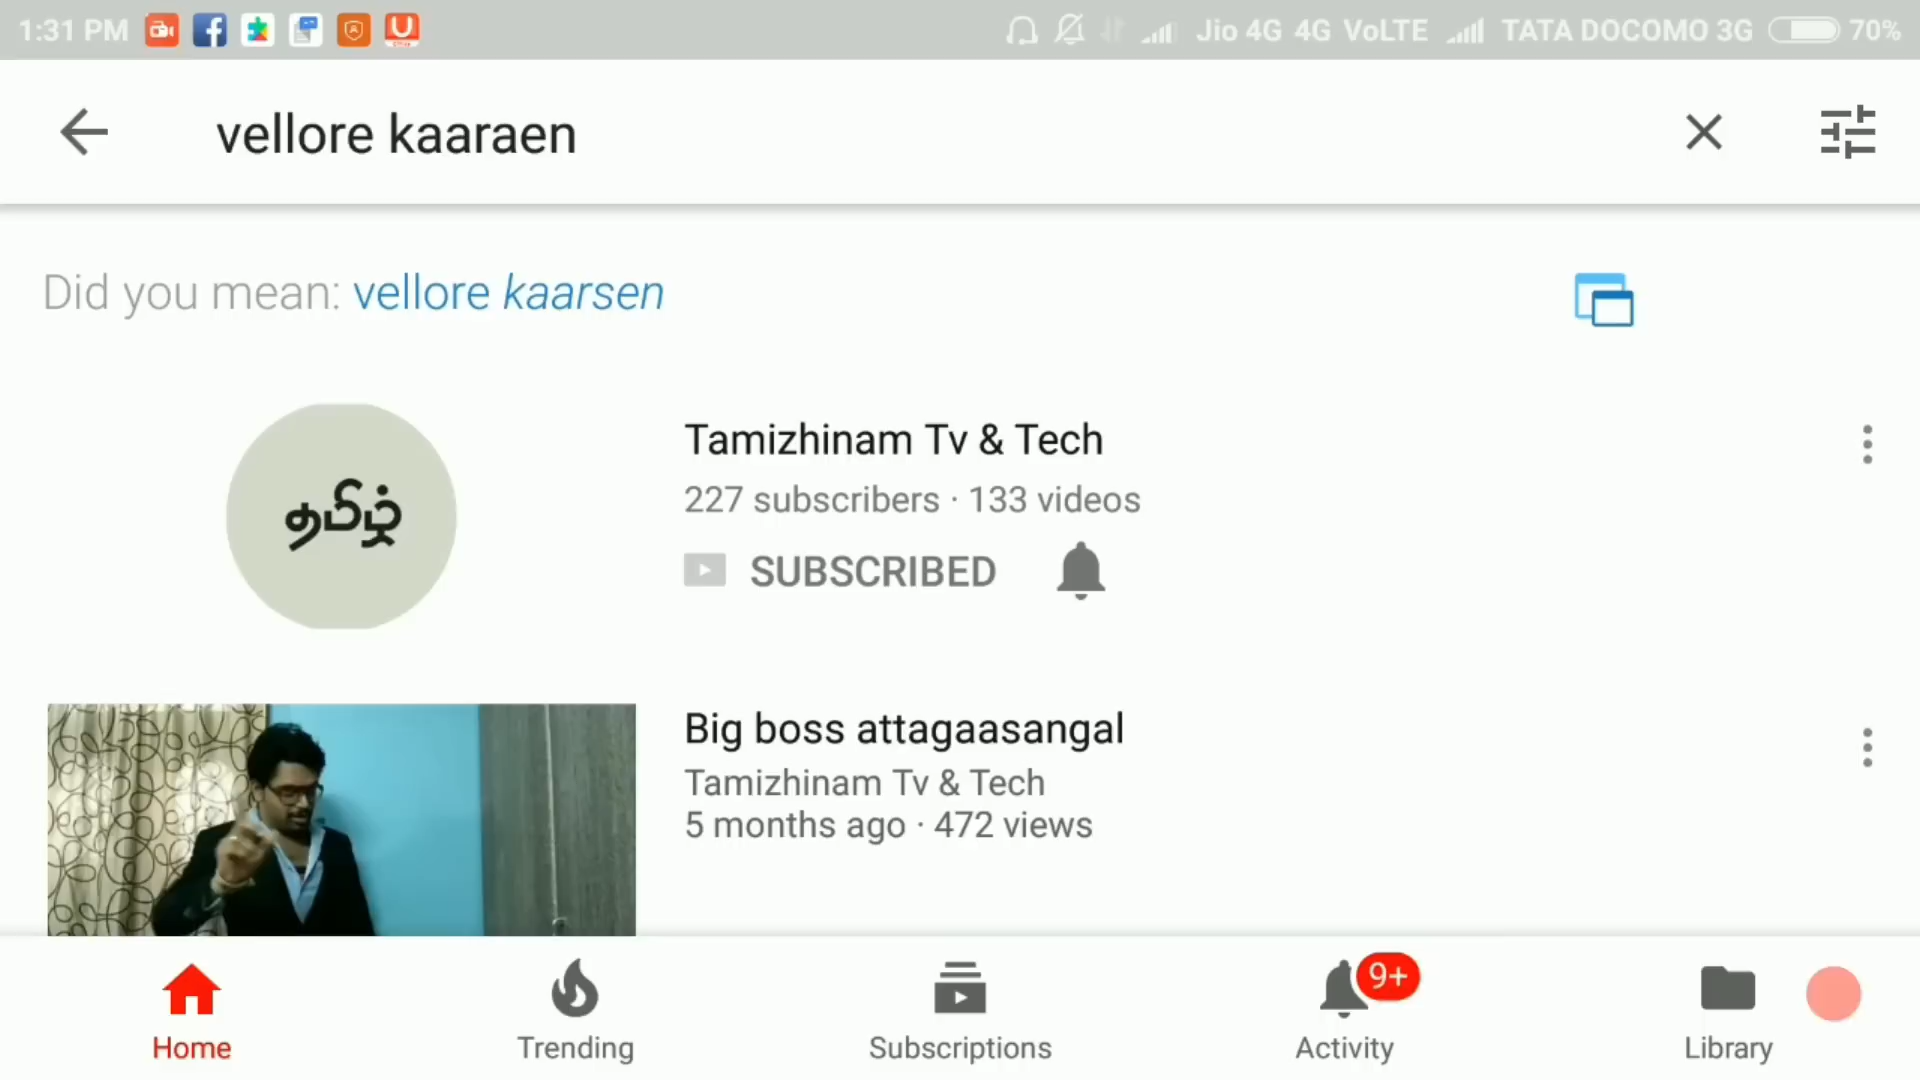 1:31 PM Jio 4G 4G VoLTE TATA DOCOMO 3G 70%
vellore kaaraen
Did you mean: vellore kaarsen
தமிழ்
Tamizhinam Tv & Tech
227 subscribers · 133 videos
SUBSCRIBED
Big boss attagaasangal
Tamizhinam Tv & Tech
5 months ago · 472 views
9+
Home Trending Subscriptions Activity Library